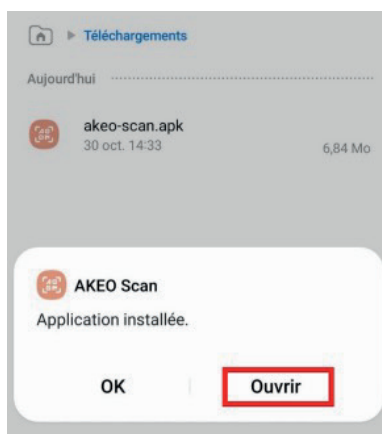 Téléchargements
Aujourd'hui
akeo-scan.apk
30 oct. 14:33
6,84 Mo
AKEO Scan
Application installée.
OK
Ouvrir